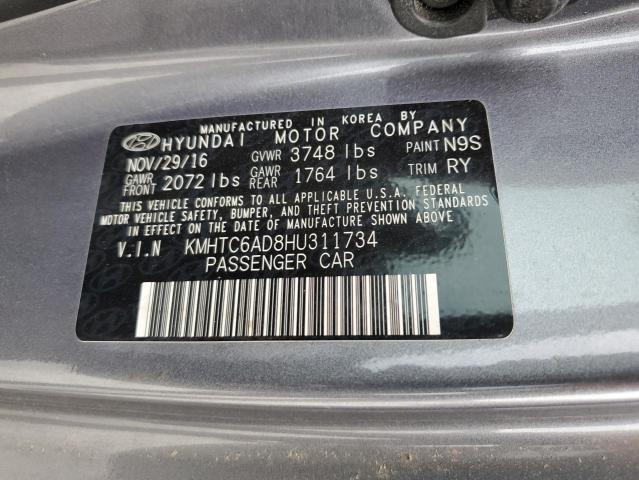 MANUFACTURED IN KOREA BY
HYUNDAI MOTOR COMPANY
NOV/29/16 GVWR 3748 lbs PAINT N9S
GAWR FRONT 2072 lbs GAWR REAR 1764 lbs TRIM RY
THIS VEHICLE CONFORMS TO ALL APPLICABLE U.S.A. FEDERAL
MOTOR VEHICLE SAFETY, BUMPER, AND THEFT PREVENTION STANDARDS
IN EFFECT ON THE DATE OF MANUFACTURE SHOWN ABOVE.
V.I.N KMHTC6AD8HU311734
PASSENGER CAR